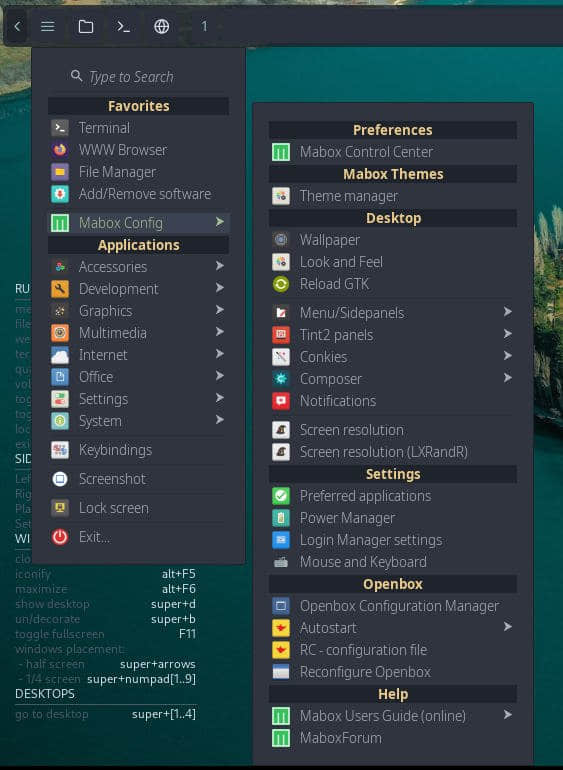 1
Type to Search
Favorites
Terminal
WWW Browser
File Manager
Add/Remove software
Mabox Config
Applications
Accessories
Development
Graphics
Multimedia
Internet
Office
Settings
System
Keybindings
Screenshot
Lock screen
Exit...
Preferences
Mabox Control Center
Mabox Themes
Theme manager
Desktop
Wallpaper
Look and Feel
Reload GTK
Menu/Sidepanels
Tint2 panels
Conkies
Composer
Notifications
Screen resolution
Screen resolution (LXRandR)
Settings
Preferred applications
Power Manager
Login Manager settings
Mouse and Keyboard
Openbox
Openbox Configuration Manager
Autostart
RC - configuration file
Reconfigure Openbox
Help
Mabox Users Guide (online)
MaboxForum
iconify alt+F5
maximize alt+F6
show desktop super+d
un/decorate super+b
toggle fullscreen F11
windows placement:
- half screen super+arrows
- 1/4 screen super+numpad[1..9]
DESKTOPS
go to desktop super+[1..4]